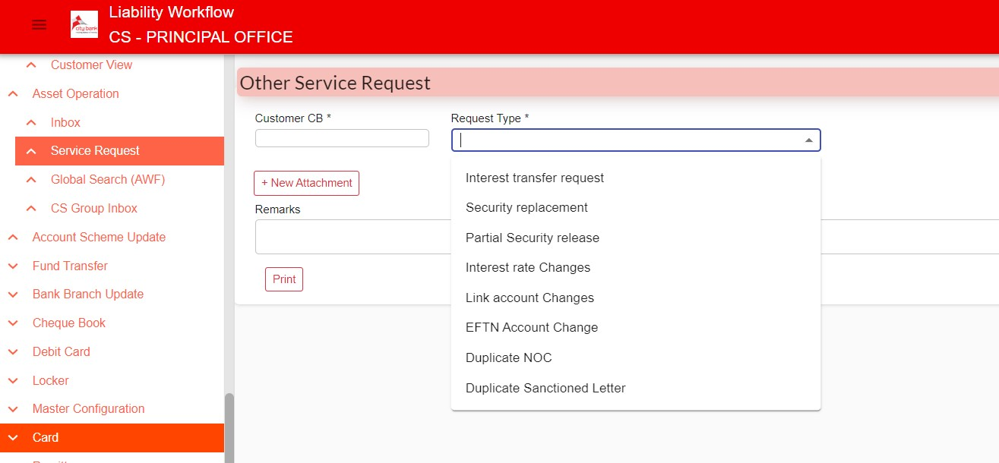 Liability Workflow
city bank
CS - PRINCIPAL OFFICE
Customer View
Asset Operation
Inbox
Service Request
Global Search (AWF)
CS Group Inbox
Account Scheme Update
Fund Transfer
Bank Branch Update
Cheque Book
Debit Card
Locker
Master Configuration
Card
Other Service Request
Customer CB *
Request Type *
+ New Attachment
Remarks
Print
Interest transfer request
Security replacement
Partial Security release
Interest rate Changes
Link account Changes
EFTN Account Change
Duplicate NOC
Duplicate Sanctioned Letter